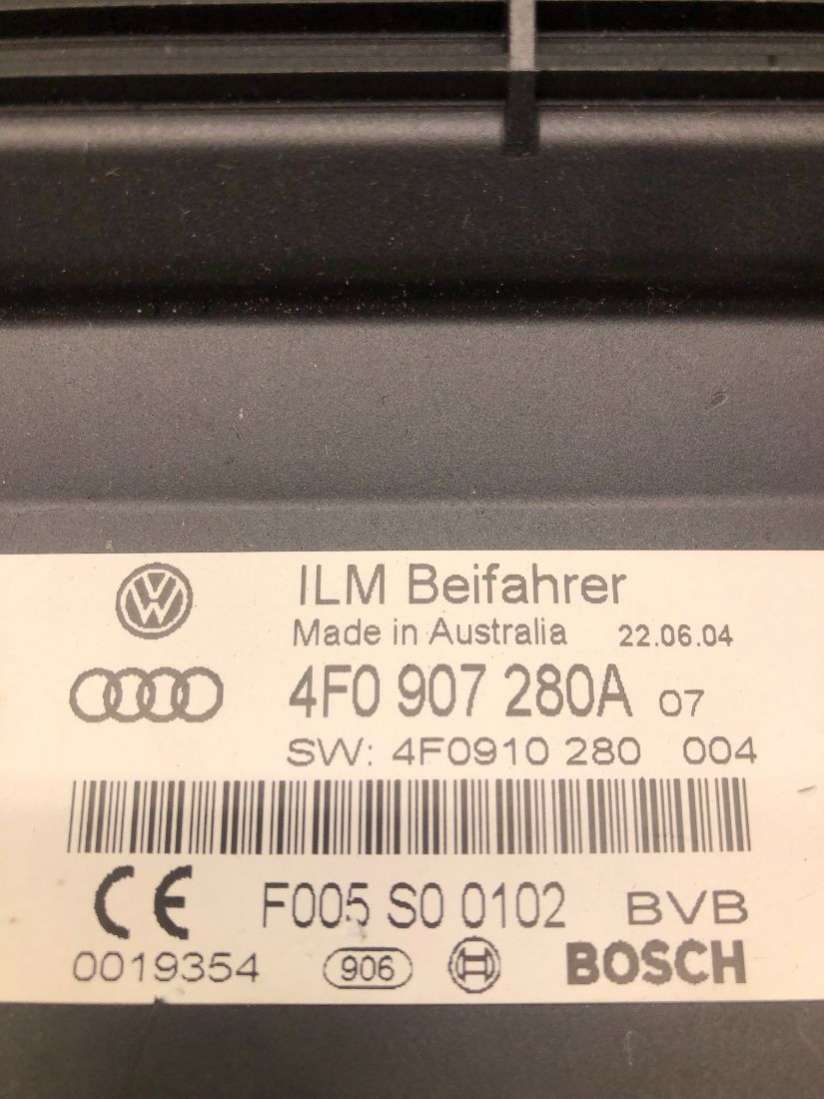 ILM Beifahrer
Made in Australia 22.06.04
4F0 907 280A 07
SW: 4F0910 280 004
CE F005 S0 0102 BVB
0019354 906 BOSCH